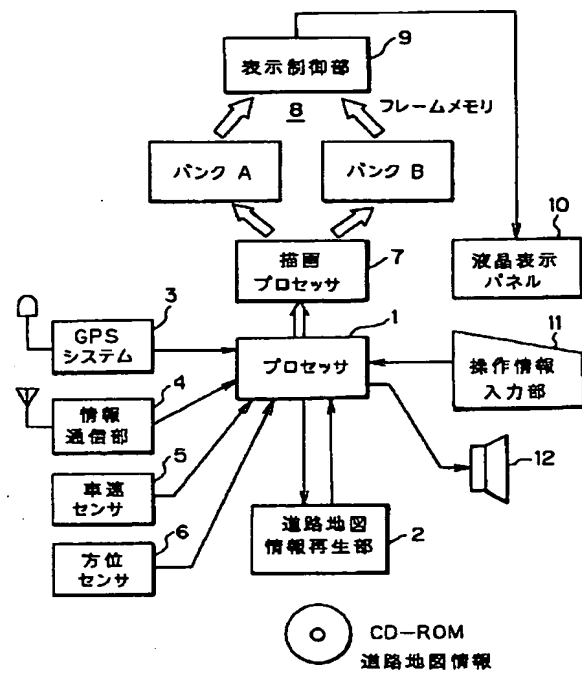 9
表示制御部
8
フレームメモリ
バンク A
バンク B
10
液晶表示
パネル
描画
プロセッサ
7
3
GPS
システム
1
プロセッサ
11
操作情報
入力部
4
情報
通信部
12
5
車速
センサ
6
方位
センサ
道路地図
情報再生部
2
CD-ROM
道路地図情報